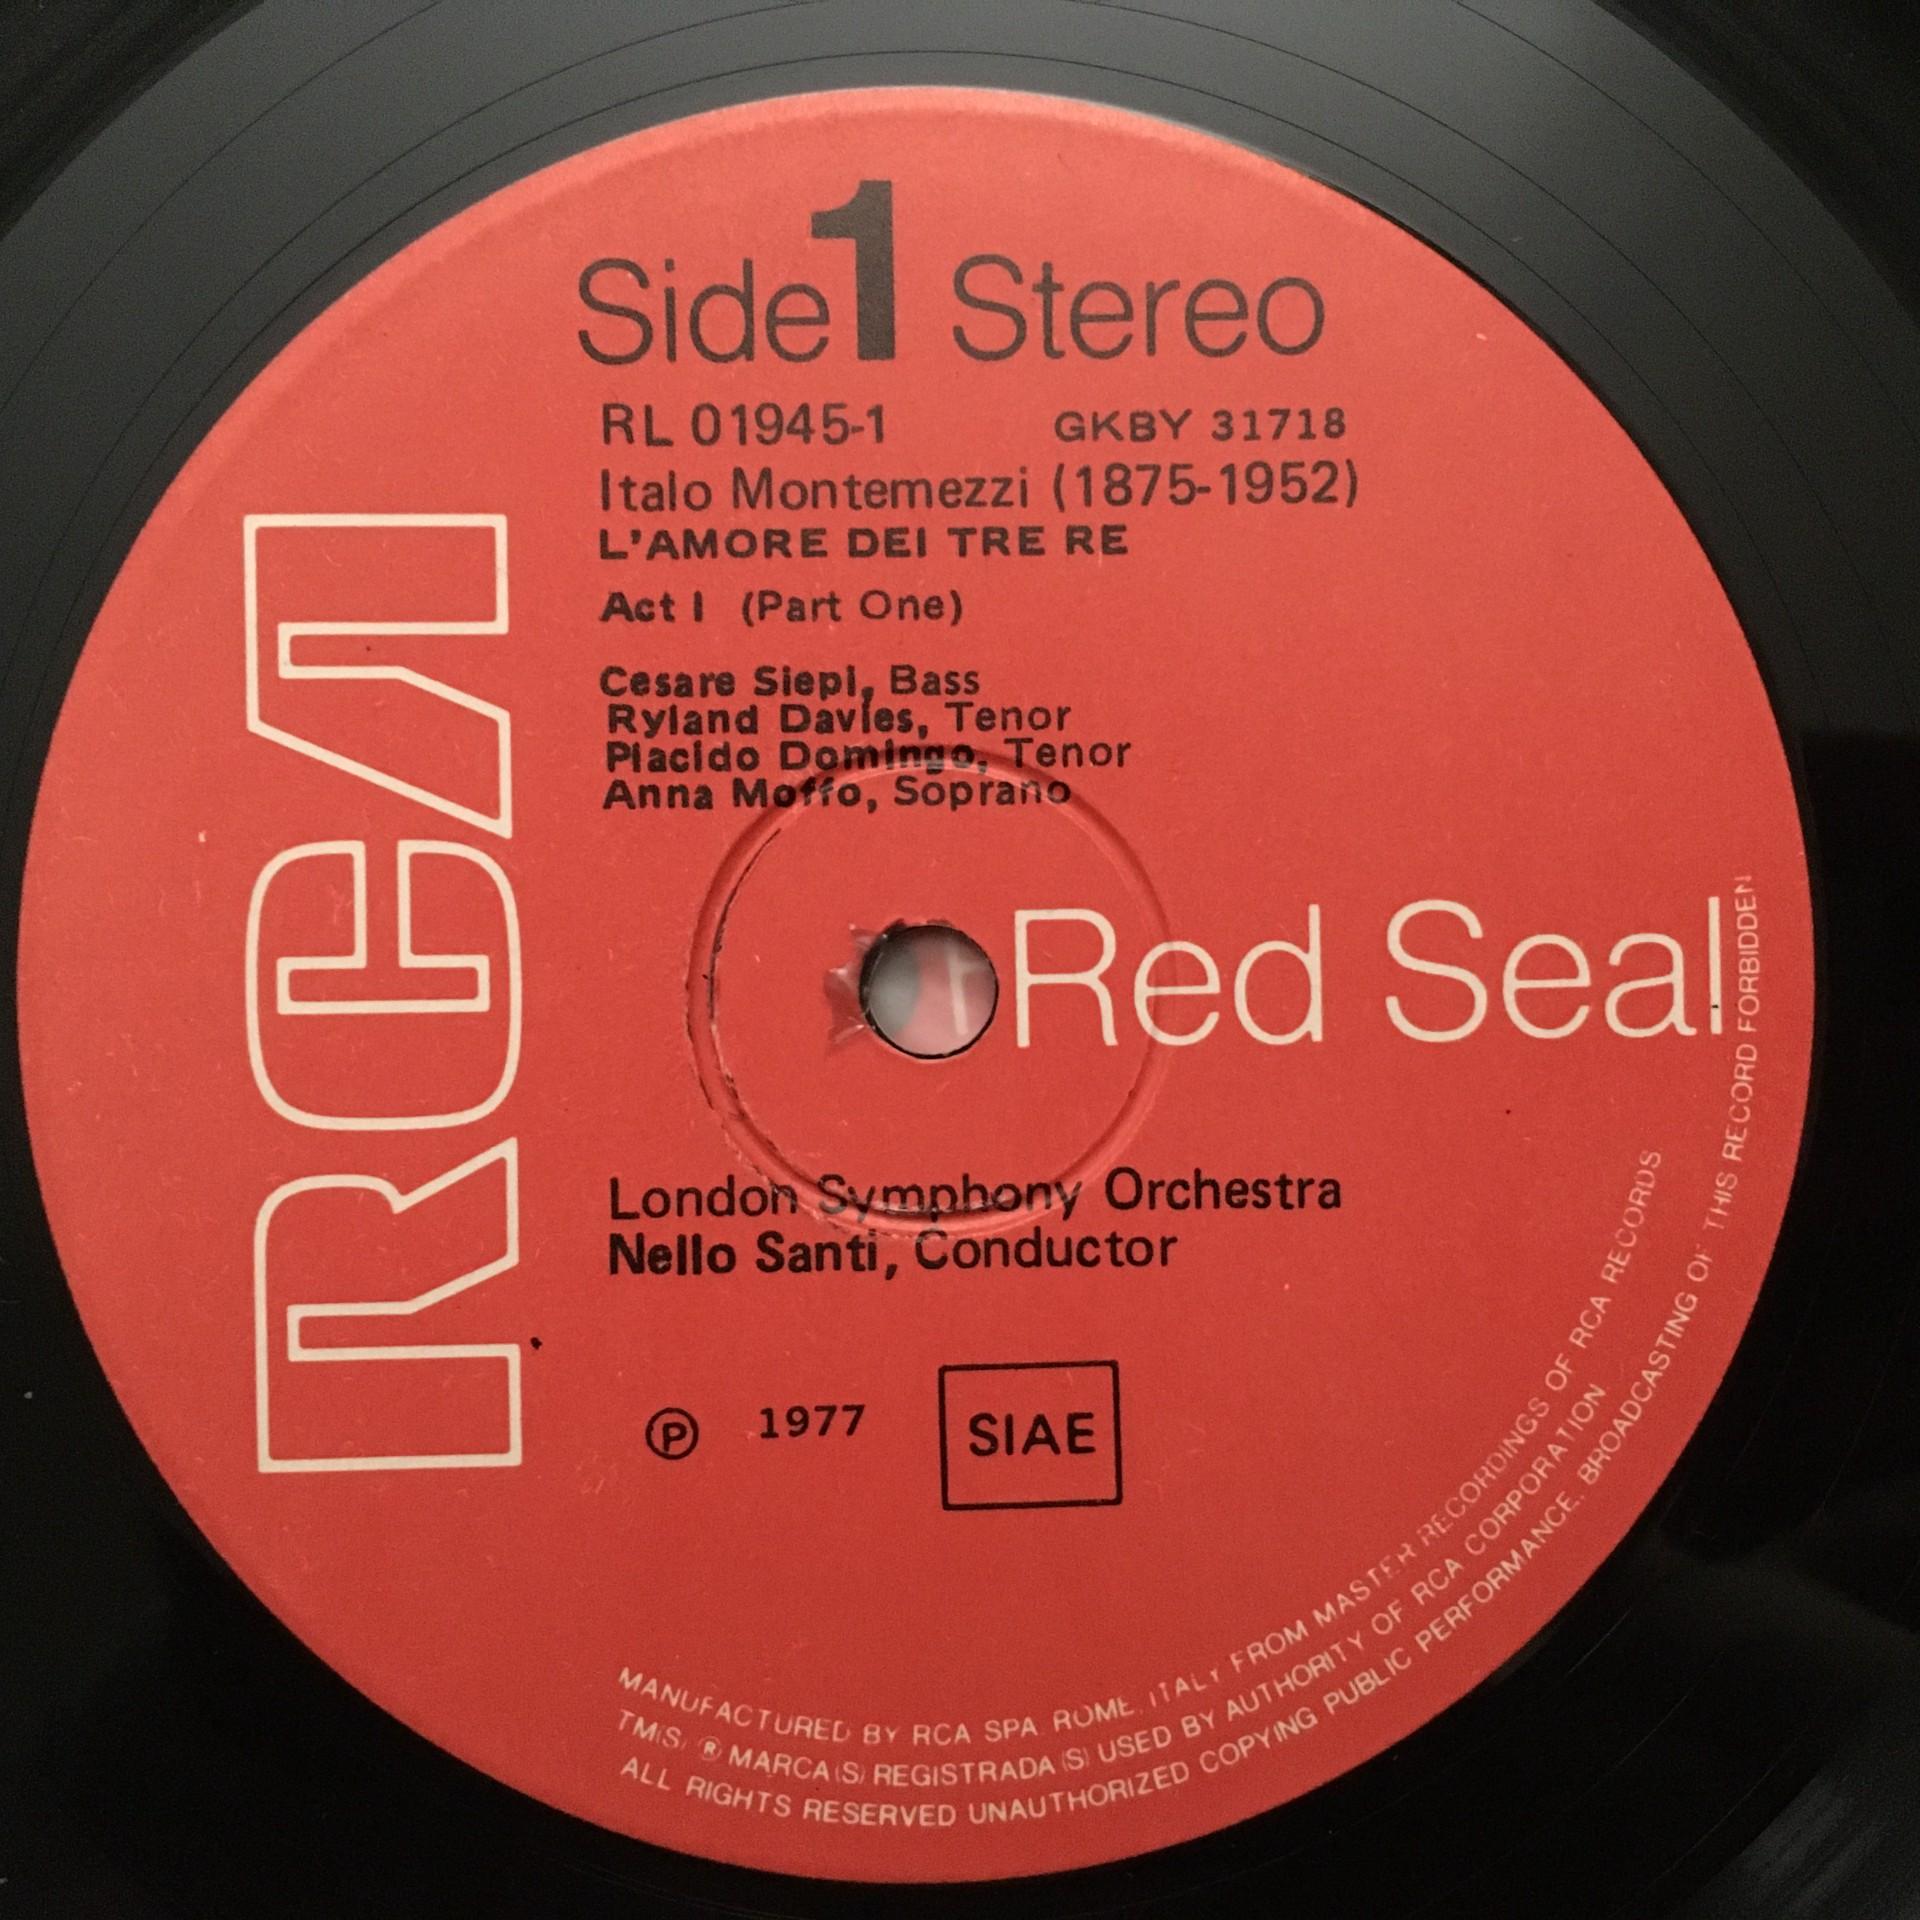 Side 1 Stereo
RL 01945-1 GKBY 31718
Italo Montemezzi (1875-1952)
L'AMORE DEI TRE RE
Act I (Part One)
Cesare Siepi, Bass
Ryland Davies, Tenor
Placido Domingo, Tenor
Anna Moffo, Soprano
RCA
Red Seal
London Symphony Orchestra
Nello Santi, Conductor
Ⓟ 1977 SIAE
MANUFACTURED BY RCA SPA ROME, ITALY FROM MASTER RECORDINGS OF RCA RECORDS
TM(S) ® MARCA(S) REGISTRADA(S) USED BY AUTHORITY OF RCA CORPORATION
ALL RIGHTS RESERVED UNAUTHORIZED COPYING PUBLIC PERFORMANCE, BROADCASTING OF THIS RECORD FORBIDDEN